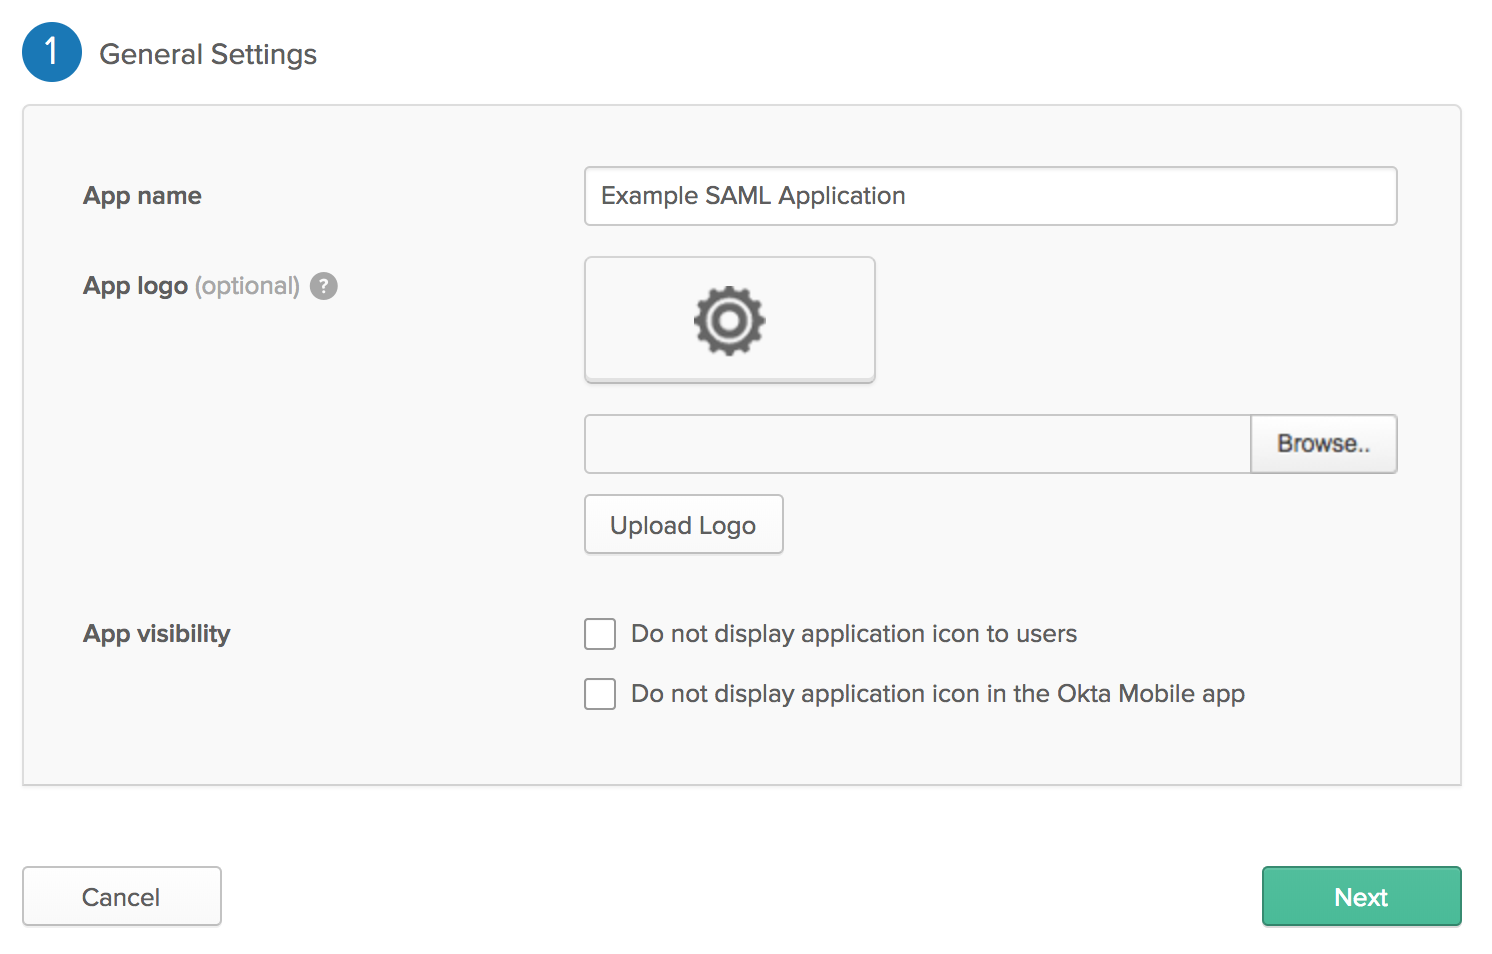 1 General Settings
App name
Example SAML Application
App logo (optional) ?
Browse..
Upload Logo
App visibility
Do not display application icon to users
Do not display application icon in the Okta Mobile app
Cancel
Next